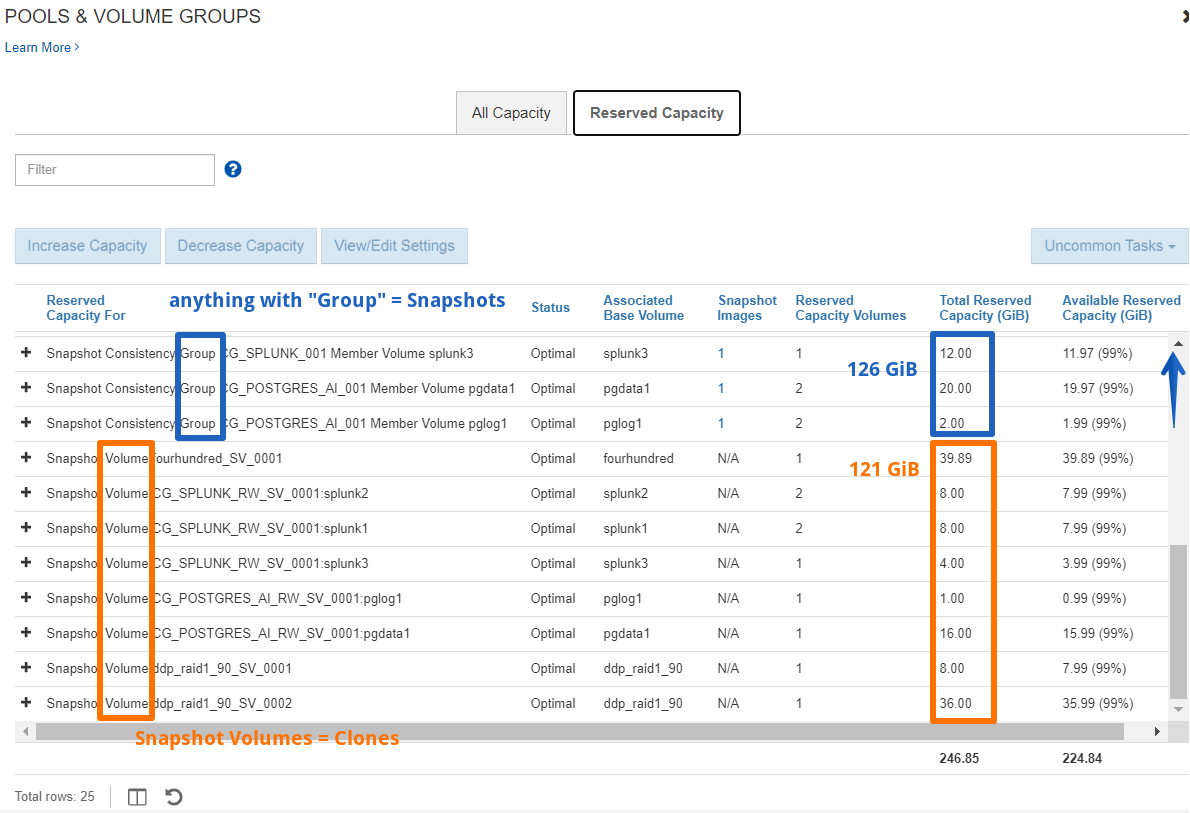 POOLS & VOLUME GROUPS
Learn More >
All Capacity
Reserved Capacity
Filter
?
Increase Capacity
Decrease Capacity
View/Edit Settings
Uncommon Tasks
anything with "Group" = Snapshots
Reserved Capacity For Status Associated Base Volume Snapshot Images Reserved Capacity Volumes Total Reserved Capacity (GiB) Available Reserved Capacity (GiB)
Snapshot Consistency Group CG_SPLUNK_001 Member Volume splunk3 Optimal splunk3 1 1 12.00 11.97 (99%)
126 GiB
Snapshot Consistency Group CG_POSTGRES_AI_001 Member Volume pgdata1 Optimal pgdata1 1 2 20.00 19.97 (99%)
Snapshot Consistency Group CG_POSTGRES_AI_001 Member Volume pglog1 Optimal pglog1 1 2 2.00 1.99 (99%)
Snapshot Volume fourhundred_SV_0001 Optimal fourhundred N/A 1 39.89 39.89 (99%)
121 GiB
Snapshot Volume CG_SPLUNK_RW_SV_0001:splunk2 Optimal splunk2 N/A 2 8.00 7.99 (99%)
Snapshot Volume CG_SPLUNK_RW_SV_0001:splunk1 Optimal splunk1 N/A 2 8.00 7.99 (99%)
Snapshot Volume CG_SPLUNK_RW_SV_0001:splunk3 Optimal splunk3 N/A 1 4.00 3.99 (99%)
Snapshot Volume CG_POSTGRES_AI_RW_SV_0001:pglog1 Optimal pglog1 N/A 1 1.00 0.99 (99%)
Snapshot Volume CG_POSTGRES_AI_RW_SV_0001:pgdata1 Optimal pgdata1 N/A 1 16.00 15.99 (99%)
Snapshot Volume ddp_raid1_90_SV_0001 Optimal ddp_raid1_90 N/A 1 8.00 7.99 (99%)
Snapshot Volume ddp_raid1_90_SV_0002 Optimal ddp_raid1_90 N/A 1 36.00 35.99 (99%)
Snapshot Volumes = Clones
246.85 224.84
Total rows: 25